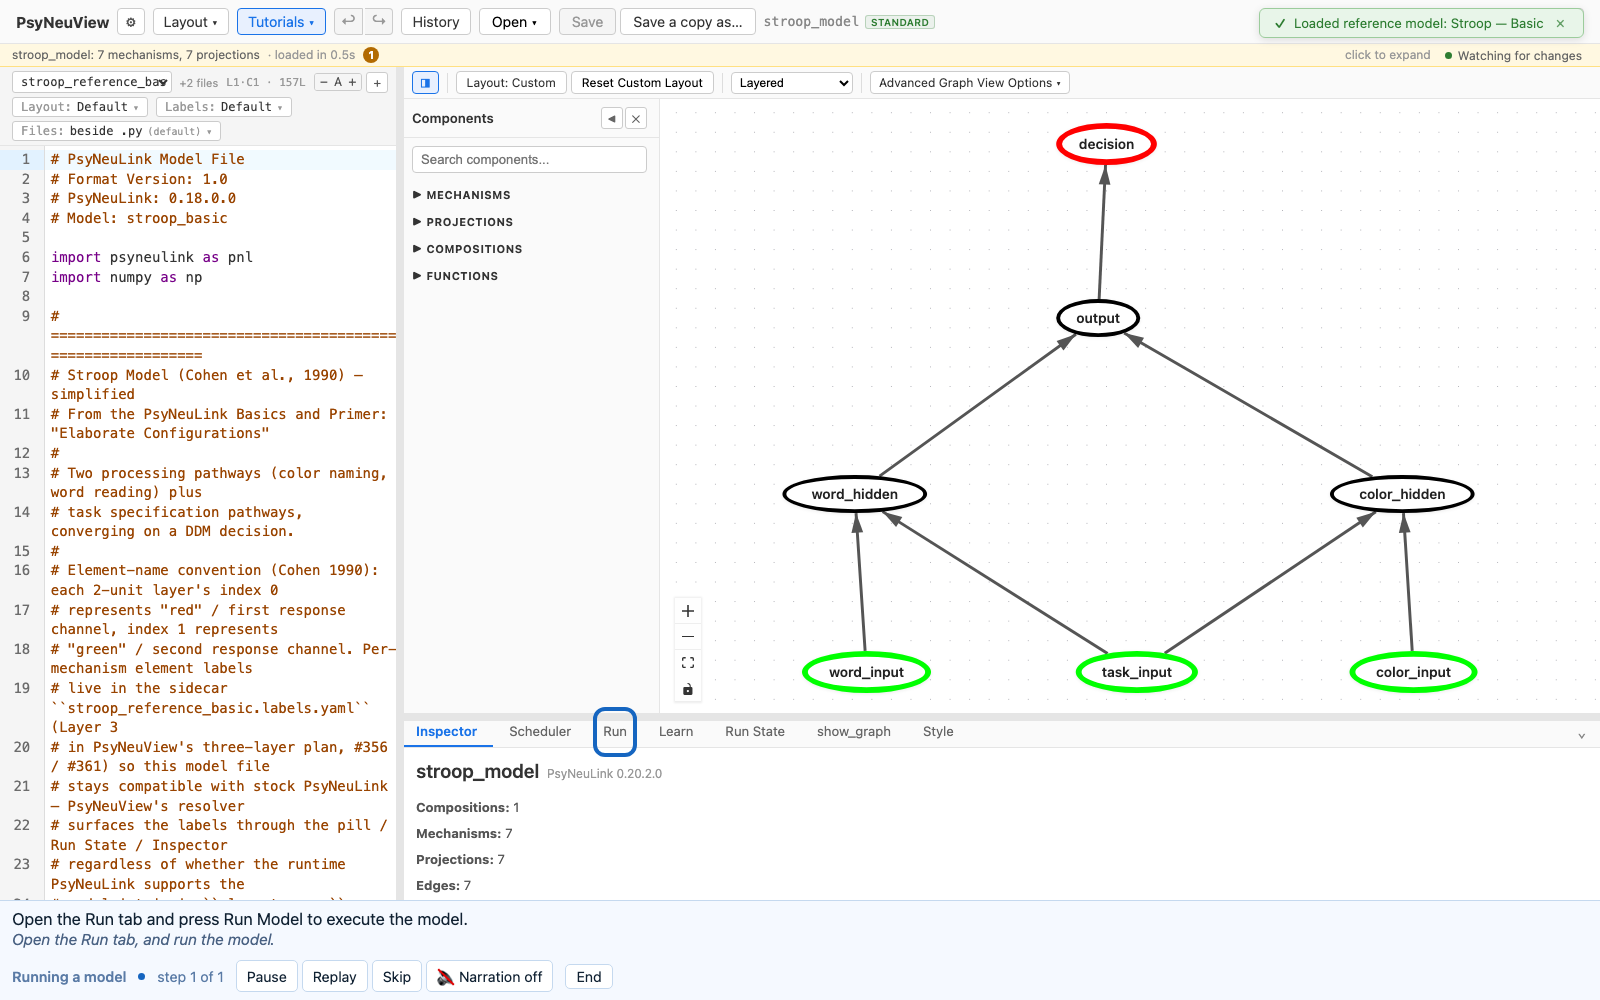 PsyNeuView
Layout ▾
Tutorials ▾
History
Open ▾
Save
Save a copy as...
stroop_model STANDARD
✓ Loaded reference model: Stroop — Basic ×
stroop_model: 7 mechanisms, 7 projections · loaded in 0.5s 1
click to expand
Watching for changes
+2 files L1:C1 · 157L − A + +
Layout: Default ▾
Labels: Default ▾
Files: beside .py (default) ▾
1 # PsyNeuLink Model File
2 # Format Version: 1.0
3 # PsyNeuLink: 0.18.0.0
4 # Model: stroop_basic
5
6 import psyneulink as pnl
7 import numpy as np
8
9 #
=========================================
==================
10 # Stroop Model (Cohen et al., 1990) —
simplified
11 # From the PsyNeuLink Basics and Primer:
"Elaborate Configurations"
12 #
13 # Two processing pathways (color naming,
word reading) plus
14 # task specification pathways,
converging on a DDM decision.
15 #
16 # Element-name convention (Cohen 1990):
each 2-unit layer's index 0
17 # represents "red" / first response
channel, index 1 represents
18 # "green" / second response channel. Per-
mechanism element labels
19 # live in the sidecar
``stroop_reference_basic.labels.yaml``
(Layer 3
20 # in PsyNeuView's three-layer plan, #356
/ #361) so this model file
21 # stays compatible with stock PsyNeuLink
— PsyNeuView's resolver
22 # surfaces the labels through the pill /
Run State / Inspector
23 # regardless of whether the runtime
PsyNeuLink supports the
Layout: Custom
Reset Custom Layout
Layered
Advanced Graph View Options ▾
Components
Search components...
MECHANISMS
PROJECTIONS
COMPOSITIONS
FUNCTIONS
decision
output
word_hidden
color_hidden
word_input
task_input
color_input
Inspector
Scheduler
Run
Learn
Run State
show_graph
Style
stroop_model PsyNeuLink 0.20.2.0
Compositions: 1
Mechanisms: 7
Projections: 7
Edges: 7
Open the Run tab and press Run Model to execute the model.
Open the Run tab, and run the model.
Running a model • step 1 of 1
Pause
Replay
Skip
Narration off
End